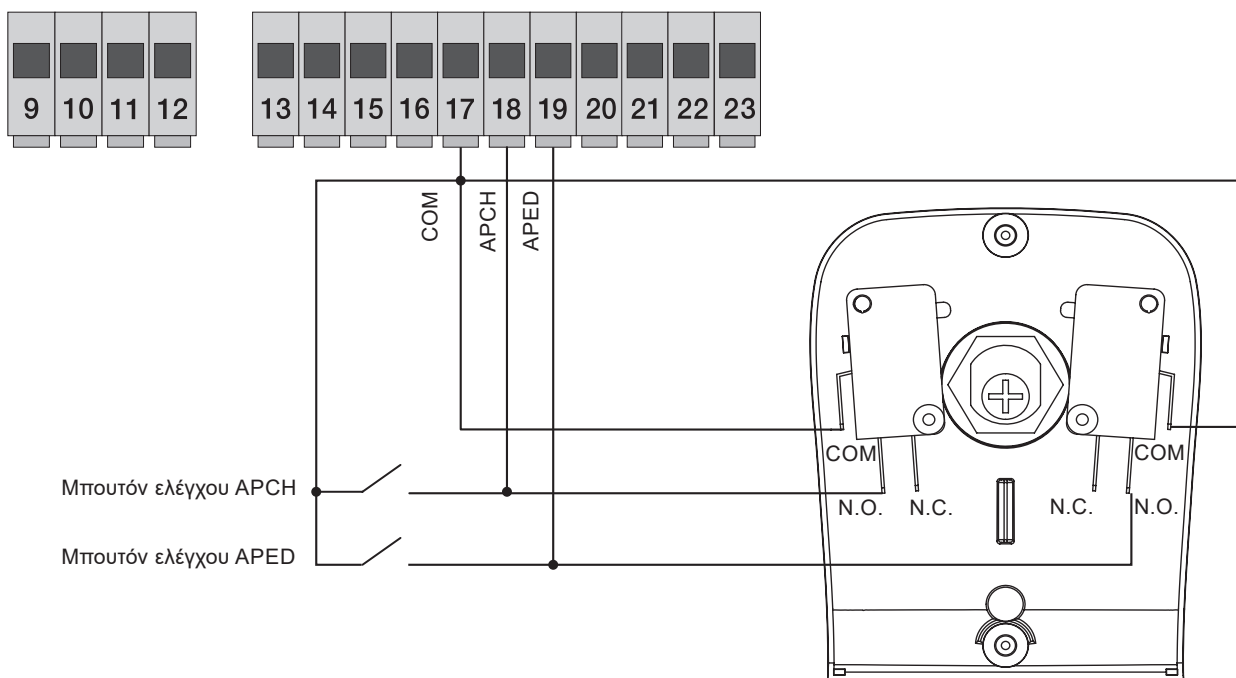 9 10 11 12 13 14 15 16 17 18 19 20 21 22 23
COM APCH APED
COM COM
Μπουτόν ελέγχου APCH
N.O. N.C. N.C. N.O.
Μπουτόν ελέγχου APED